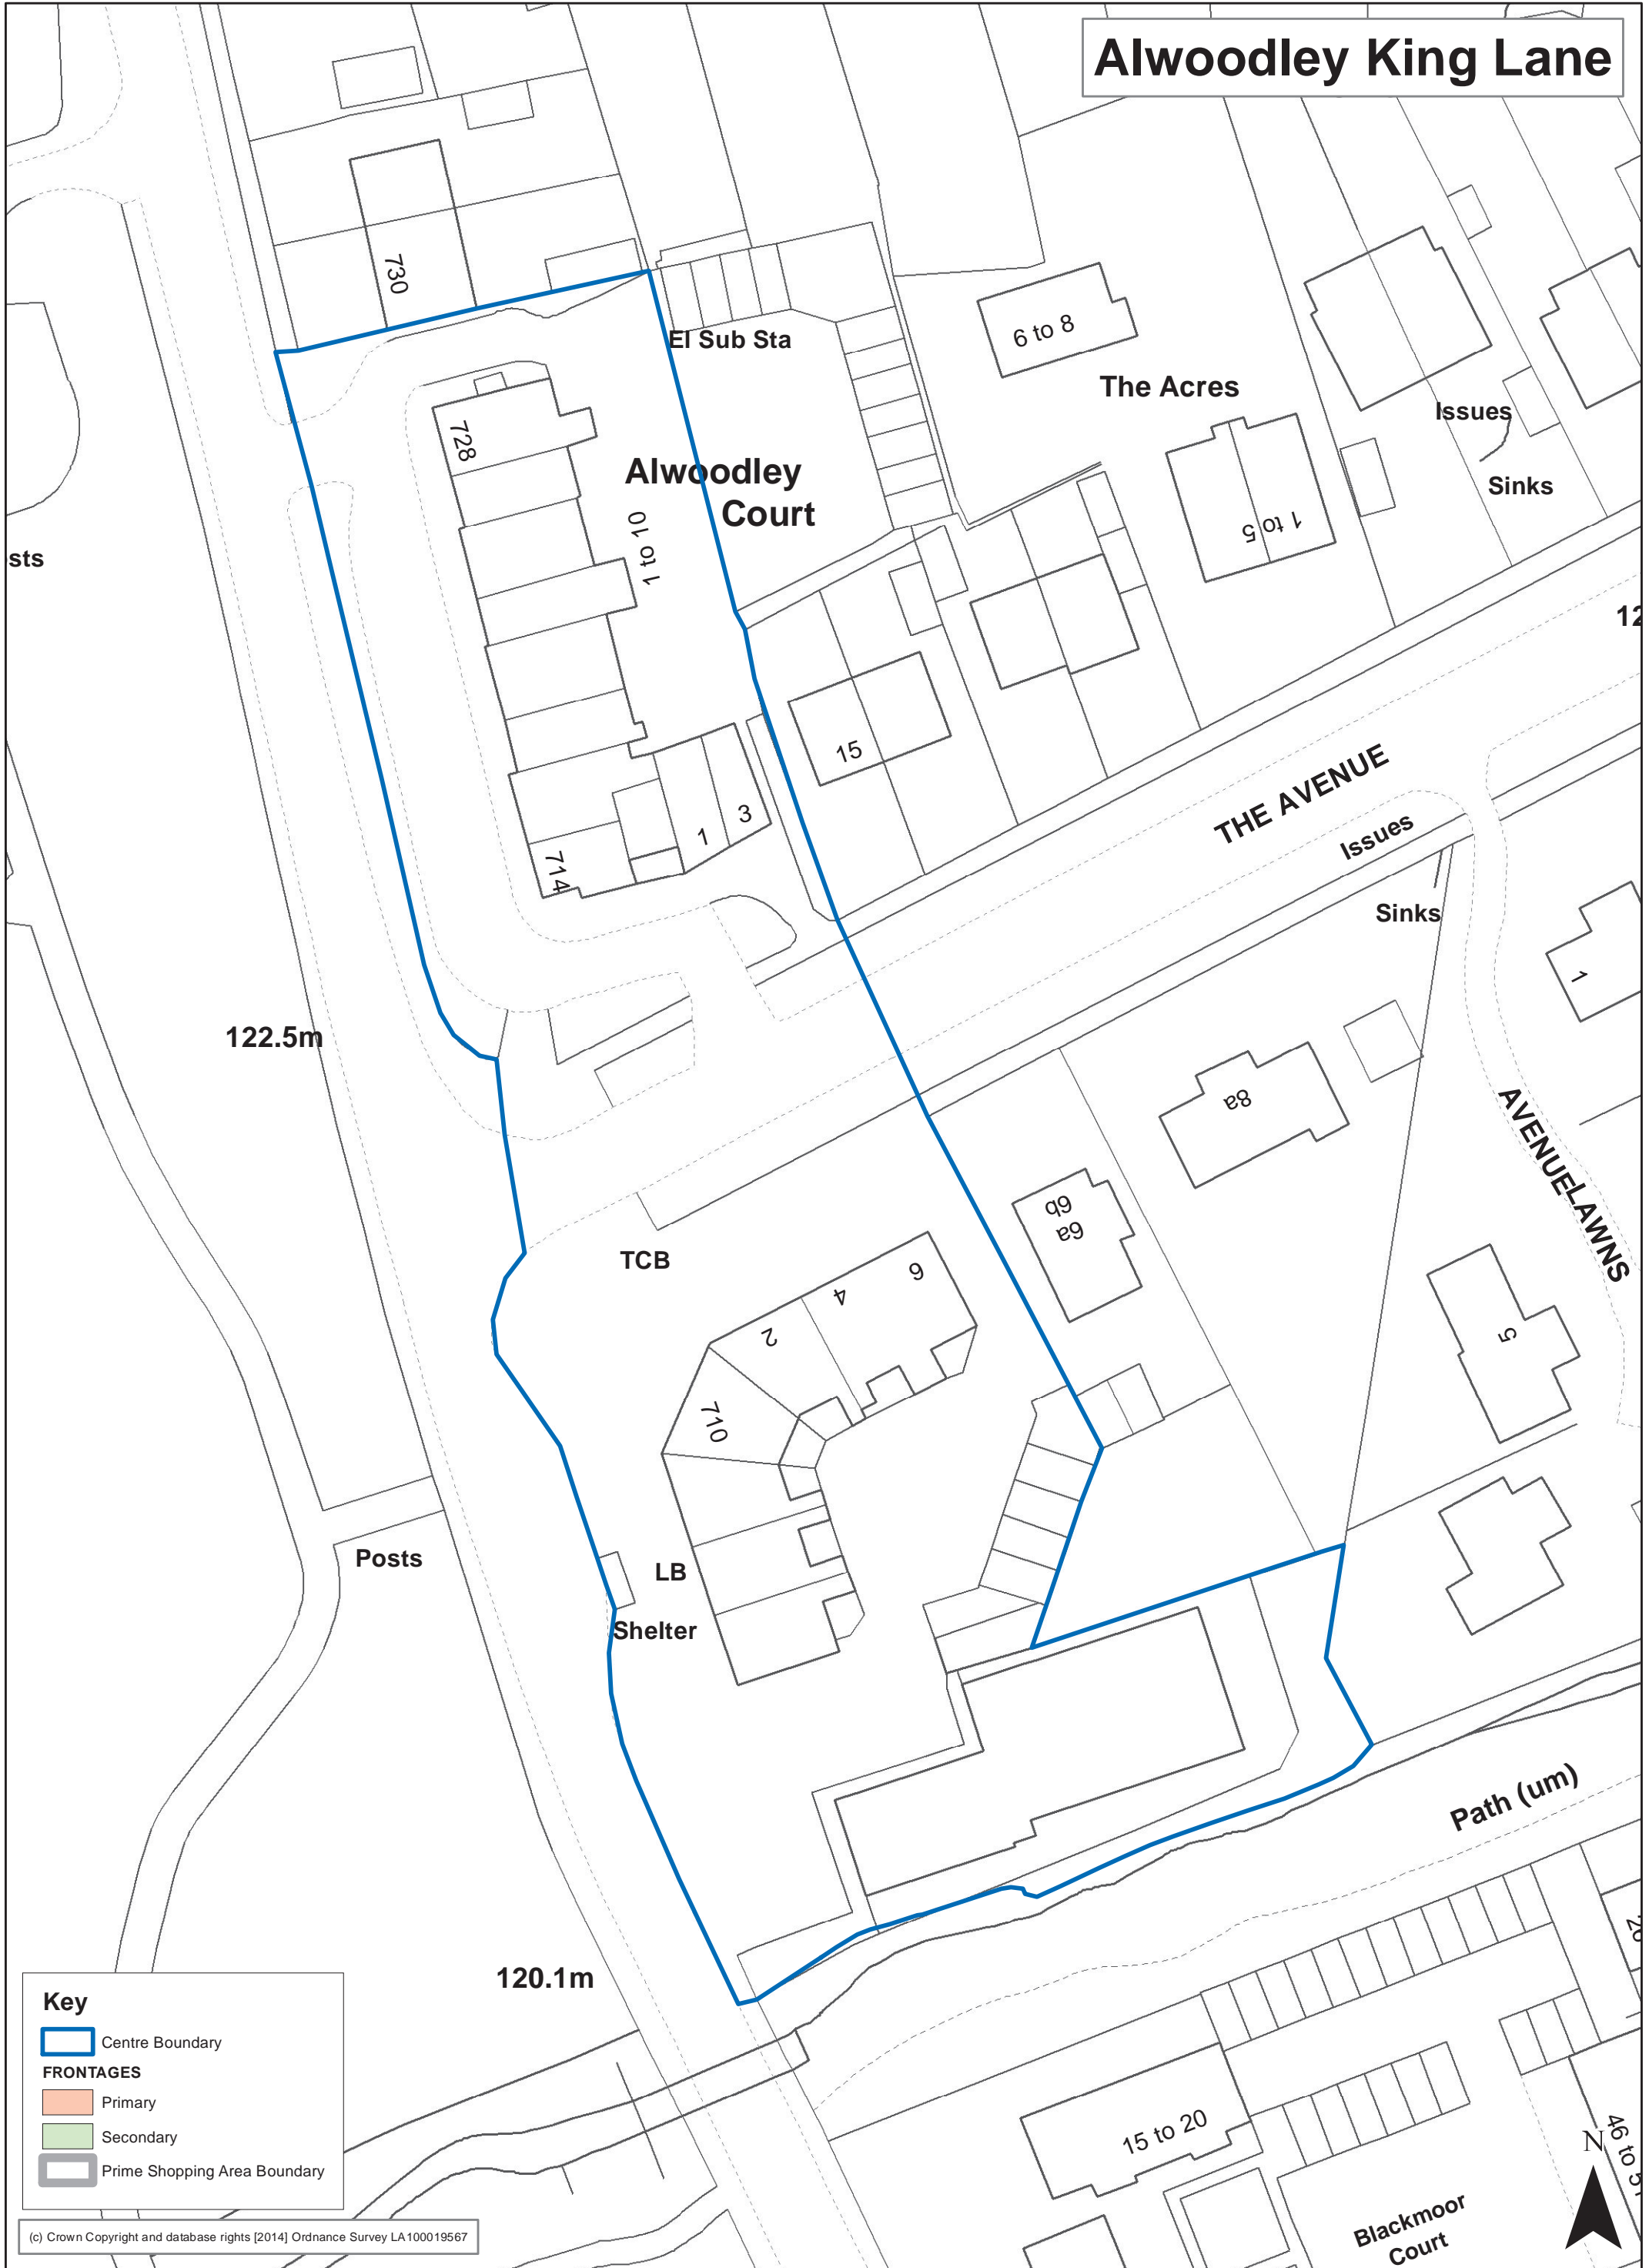 Alwoodley King Lane
730
El Sub Sta
6 to 8
The Acres
Issues
Sinks
728
Alwoodley
Court
1 to 10
1 to 5
sts
15
THE AVENUE
Issues
Sinks
1
3
714
1
122.5m
8a
AVENUE LAWNS
6b
6a
TCB
6
4
2
5
710
Posts
LB
Shelter
Path (um)
120.1m
15 to 20
Blackmoor
Court
N
Key
Centre Boundary
FRONTAGES
Primary
Secondary
Prime Shopping Area Boundary
(c) Crown Copyright and database rights [2014] Ordnance Survey LA100019567